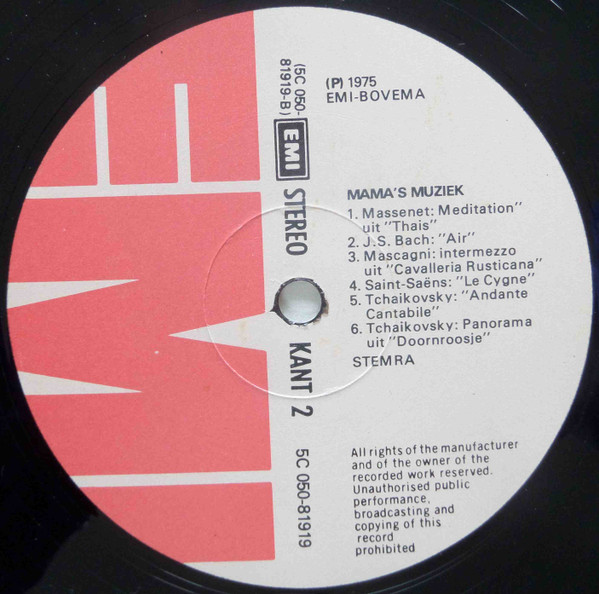 (P) 1975
EMI-BOVEMA
(5C 050-
81919-B)
EMI
STEREO
KANT 2
5C 050-81919
MAMA'S MUZIEK
1. Massenet: Meditation"
uit "Thais"
2. J.S. Bach: "Air"
3. Mascagni: intermezzo
uit "Cavalleria Rusticana"
4. Saint-Saëns: "Le Cygne"
5. Tchaikovsky: "Andante
Cantabile"
6. Tchaikovsky: Panorama
uit "Doornroosje"
STEMRA
All rights of the manufacturer
and of the owner of the
recorded work reserved.
Unauthorised public
performance,
broadcasting and
copying of this
record
prohibited